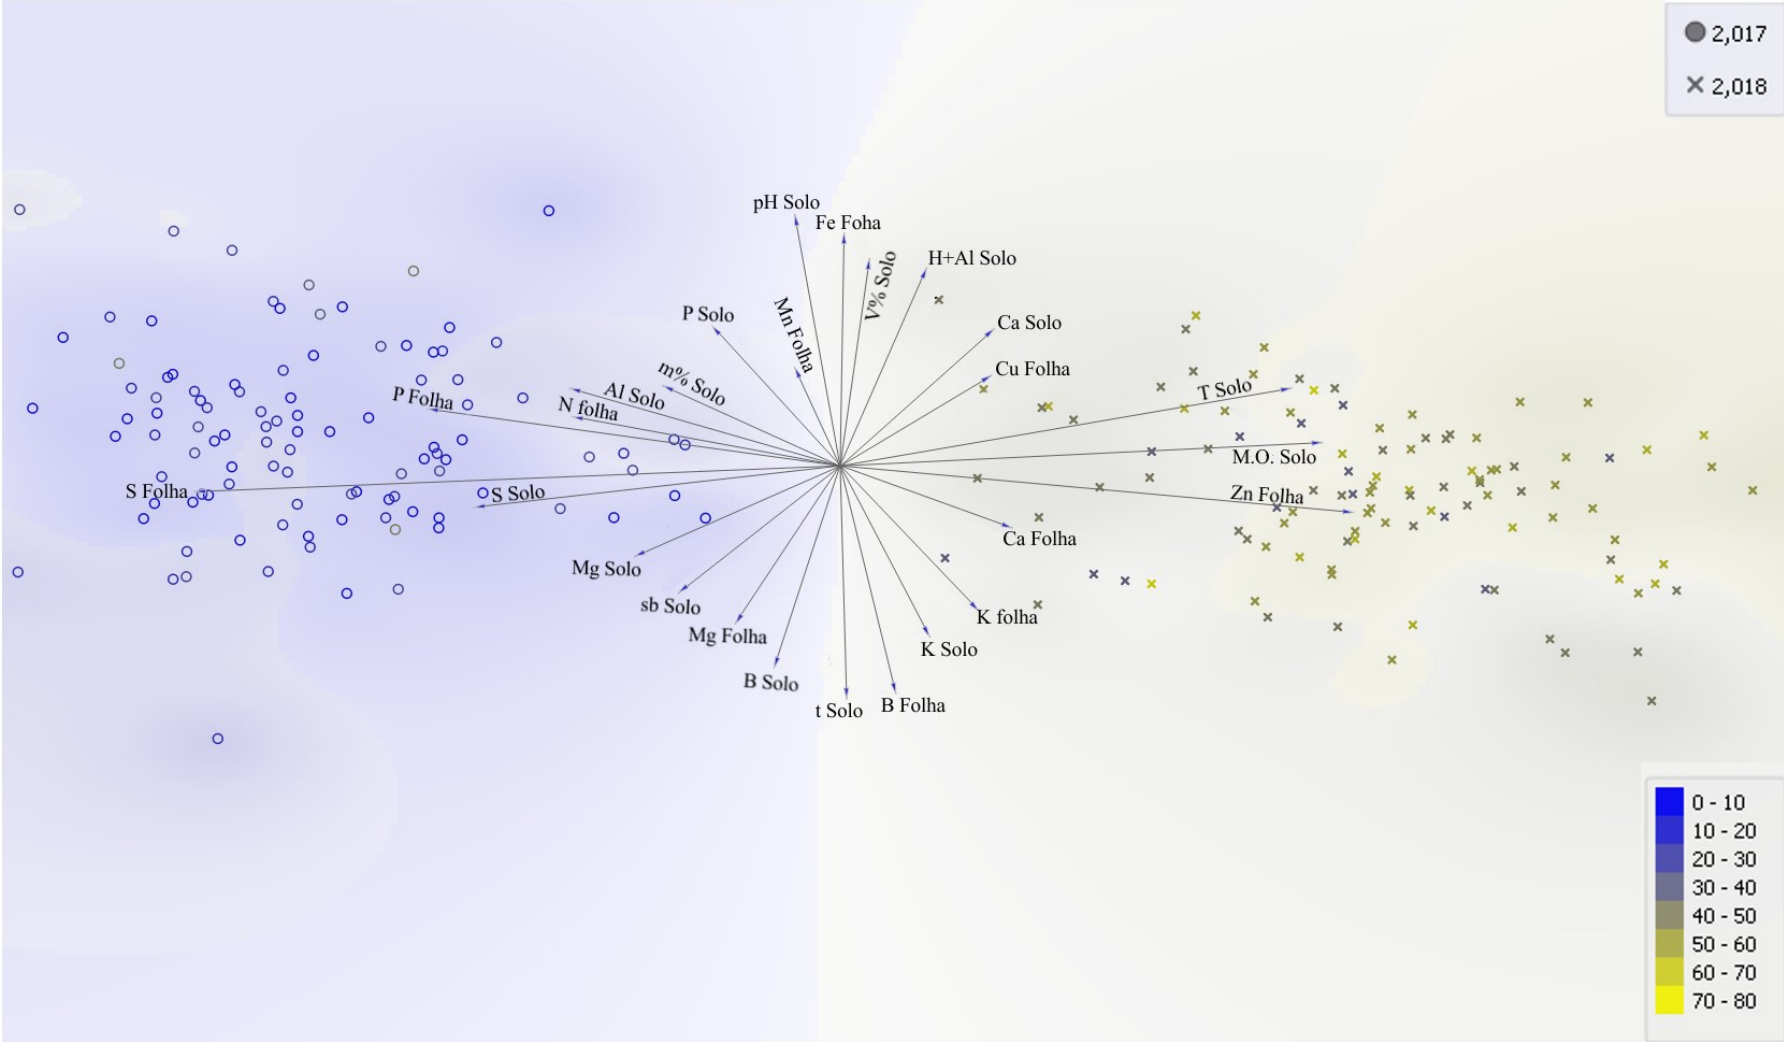 2,017
2,018
pH Solo
Fe Foha
V% Solo
H+Al Solo
P Solo
Mn Folha
Ca Solo
m% Solo
Cu Folha
Al Solo
P Folha
N folha
T Solo
M.O. Solo
S Folha
S Solo
Zn Folha
Ca Folha
Mg Solo
sb Solo
K folha
Mg Folha
K Solo
B Solo
t Solo
B Folha
0 - 10
10 - 20
20 - 30
30 - 40
40 - 50
50 - 60
60 - 70
70 - 80